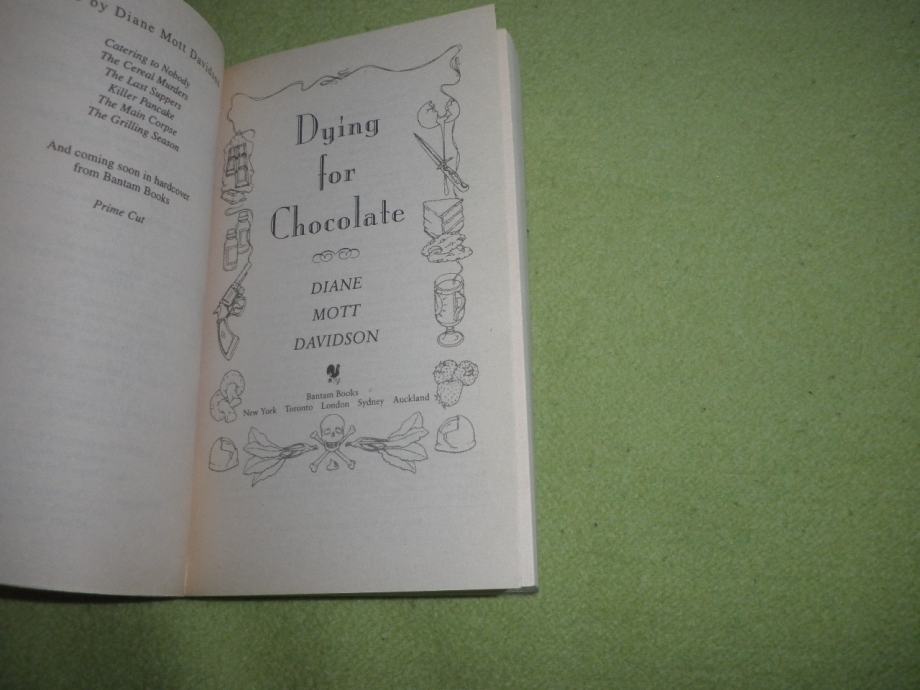 by Diane Mott Davidson
Catering to Nobody
The Cereal Murders
The Last Suppers
Killer Pancake
The Main Corpse
The Grilling Season
And coming soon in hardcover
from Bantam Books
Prime Cut
Dying
for
Chocolate
DIANE
MOTT
DAVIDSON
Bantam Books
New York Toronto London Sydney Auckland